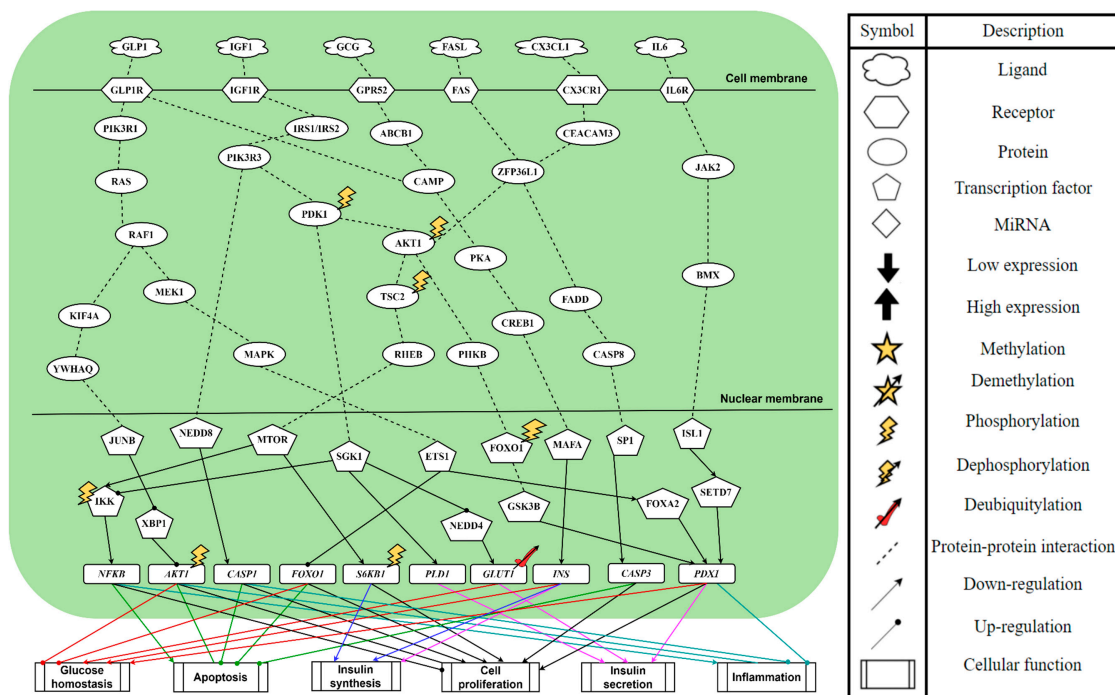 GLP1 IGF1 GCG FASL CX3CL1 IL6
Cell membrane
GLP1R IGF1R GPR52 FAS CX3CR1 IL6R
PIK3R1 IRS1/IRS2 ABCB1 CEACAM3
PIK3R3 ZFP36L1 JAK2
RAS CAMP
PDK1
RAF1 AKT1
PKA BMX
MEK1 TSC2 FADD
KIF4A CREB1
MAPK RHEB PHKB CASP8
YWHAQ
Nuclear membrane
JUNB NEDD8 MTOR SGK1 ETS1 FOXO1 MAFA SP1 ISL1
IKK XBP1 NEDD4 GSK3B FOXA2 SETD7
NFKB AKT1 CASP1 FOXO1 S6KB1 PLD1 GLUT1 INS CASP3 PDX1
Glucose homostasis
Apoptosis
Insulin synthesis
Cell proliferation
Insulin secretion
Inflammation
Symbol Description
Ligand
Receptor
Protein
Transcription factor
MiRNA
Low expression
High expression
Methylation
Demethylation
Phosphorylation
Dephosphorylation
Deubiquitylation
Protein-protein interaction
Down-regulation
Up-regulation
Cellular function